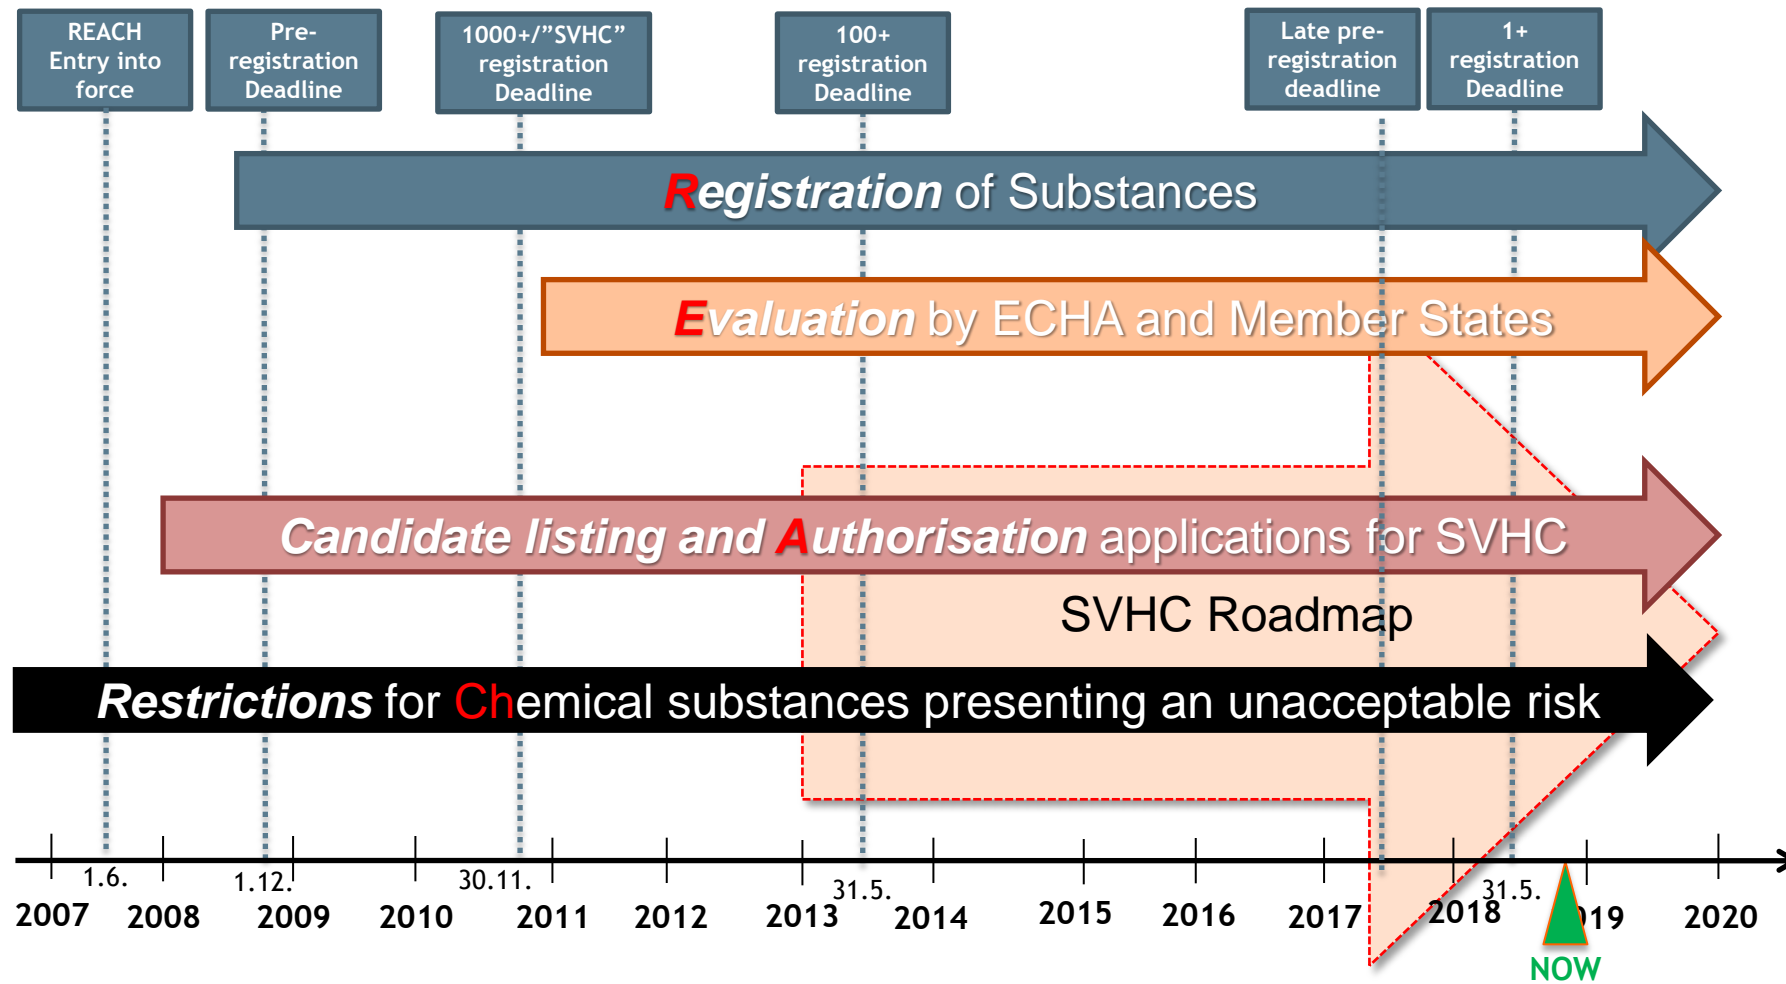 REACH
Entry into
force
Pre-
registration
Deadline
1000+/”SVHC”
registration
Deadline
100+
registration
Deadline
Late pre-
registration
deadline
1+
registration
Deadline
Registration of Substances
Evaluation by ECHA and Member States
Candidate listing and Authorisation applications for SVHC
SVHC Roadmap
Restrictions for Chemical substances presenting an unacceptable risk
1.6.
1.12.
30.11.
31.5.
31.5.
2007
2008
2009
2010
2011
2012
2013
2014
2015
2016
2017
2018
19
2020
NOW